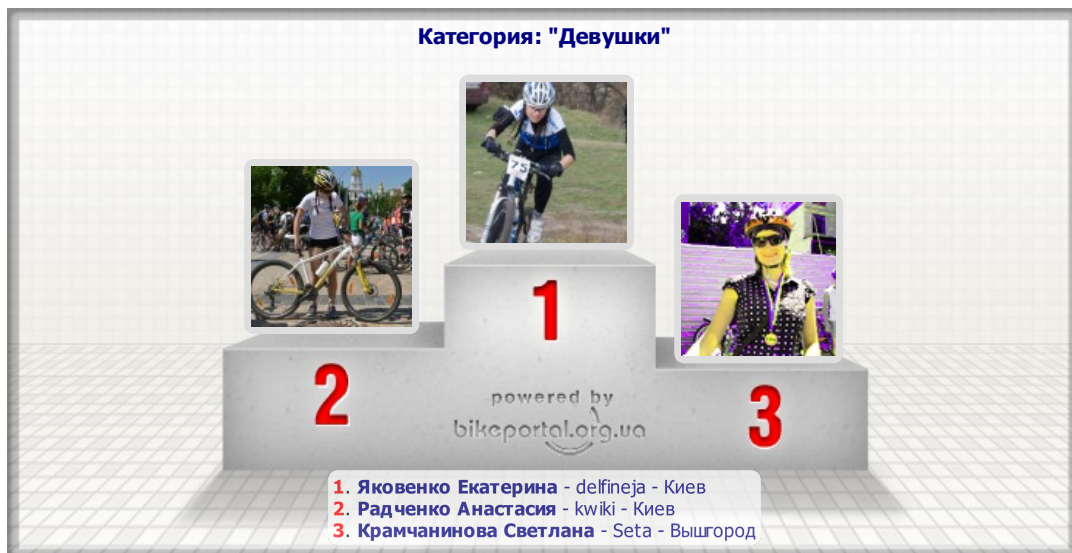 Категория: "Девушки"
75
1
2
3
powered by
bikeportal.org.ua
1. Яковенко Екатерина - delfineja - Киев
2. Радченко Анастасия - kwiki - Киев
3. Крамчанинова Светлана - Seta - Вышгород